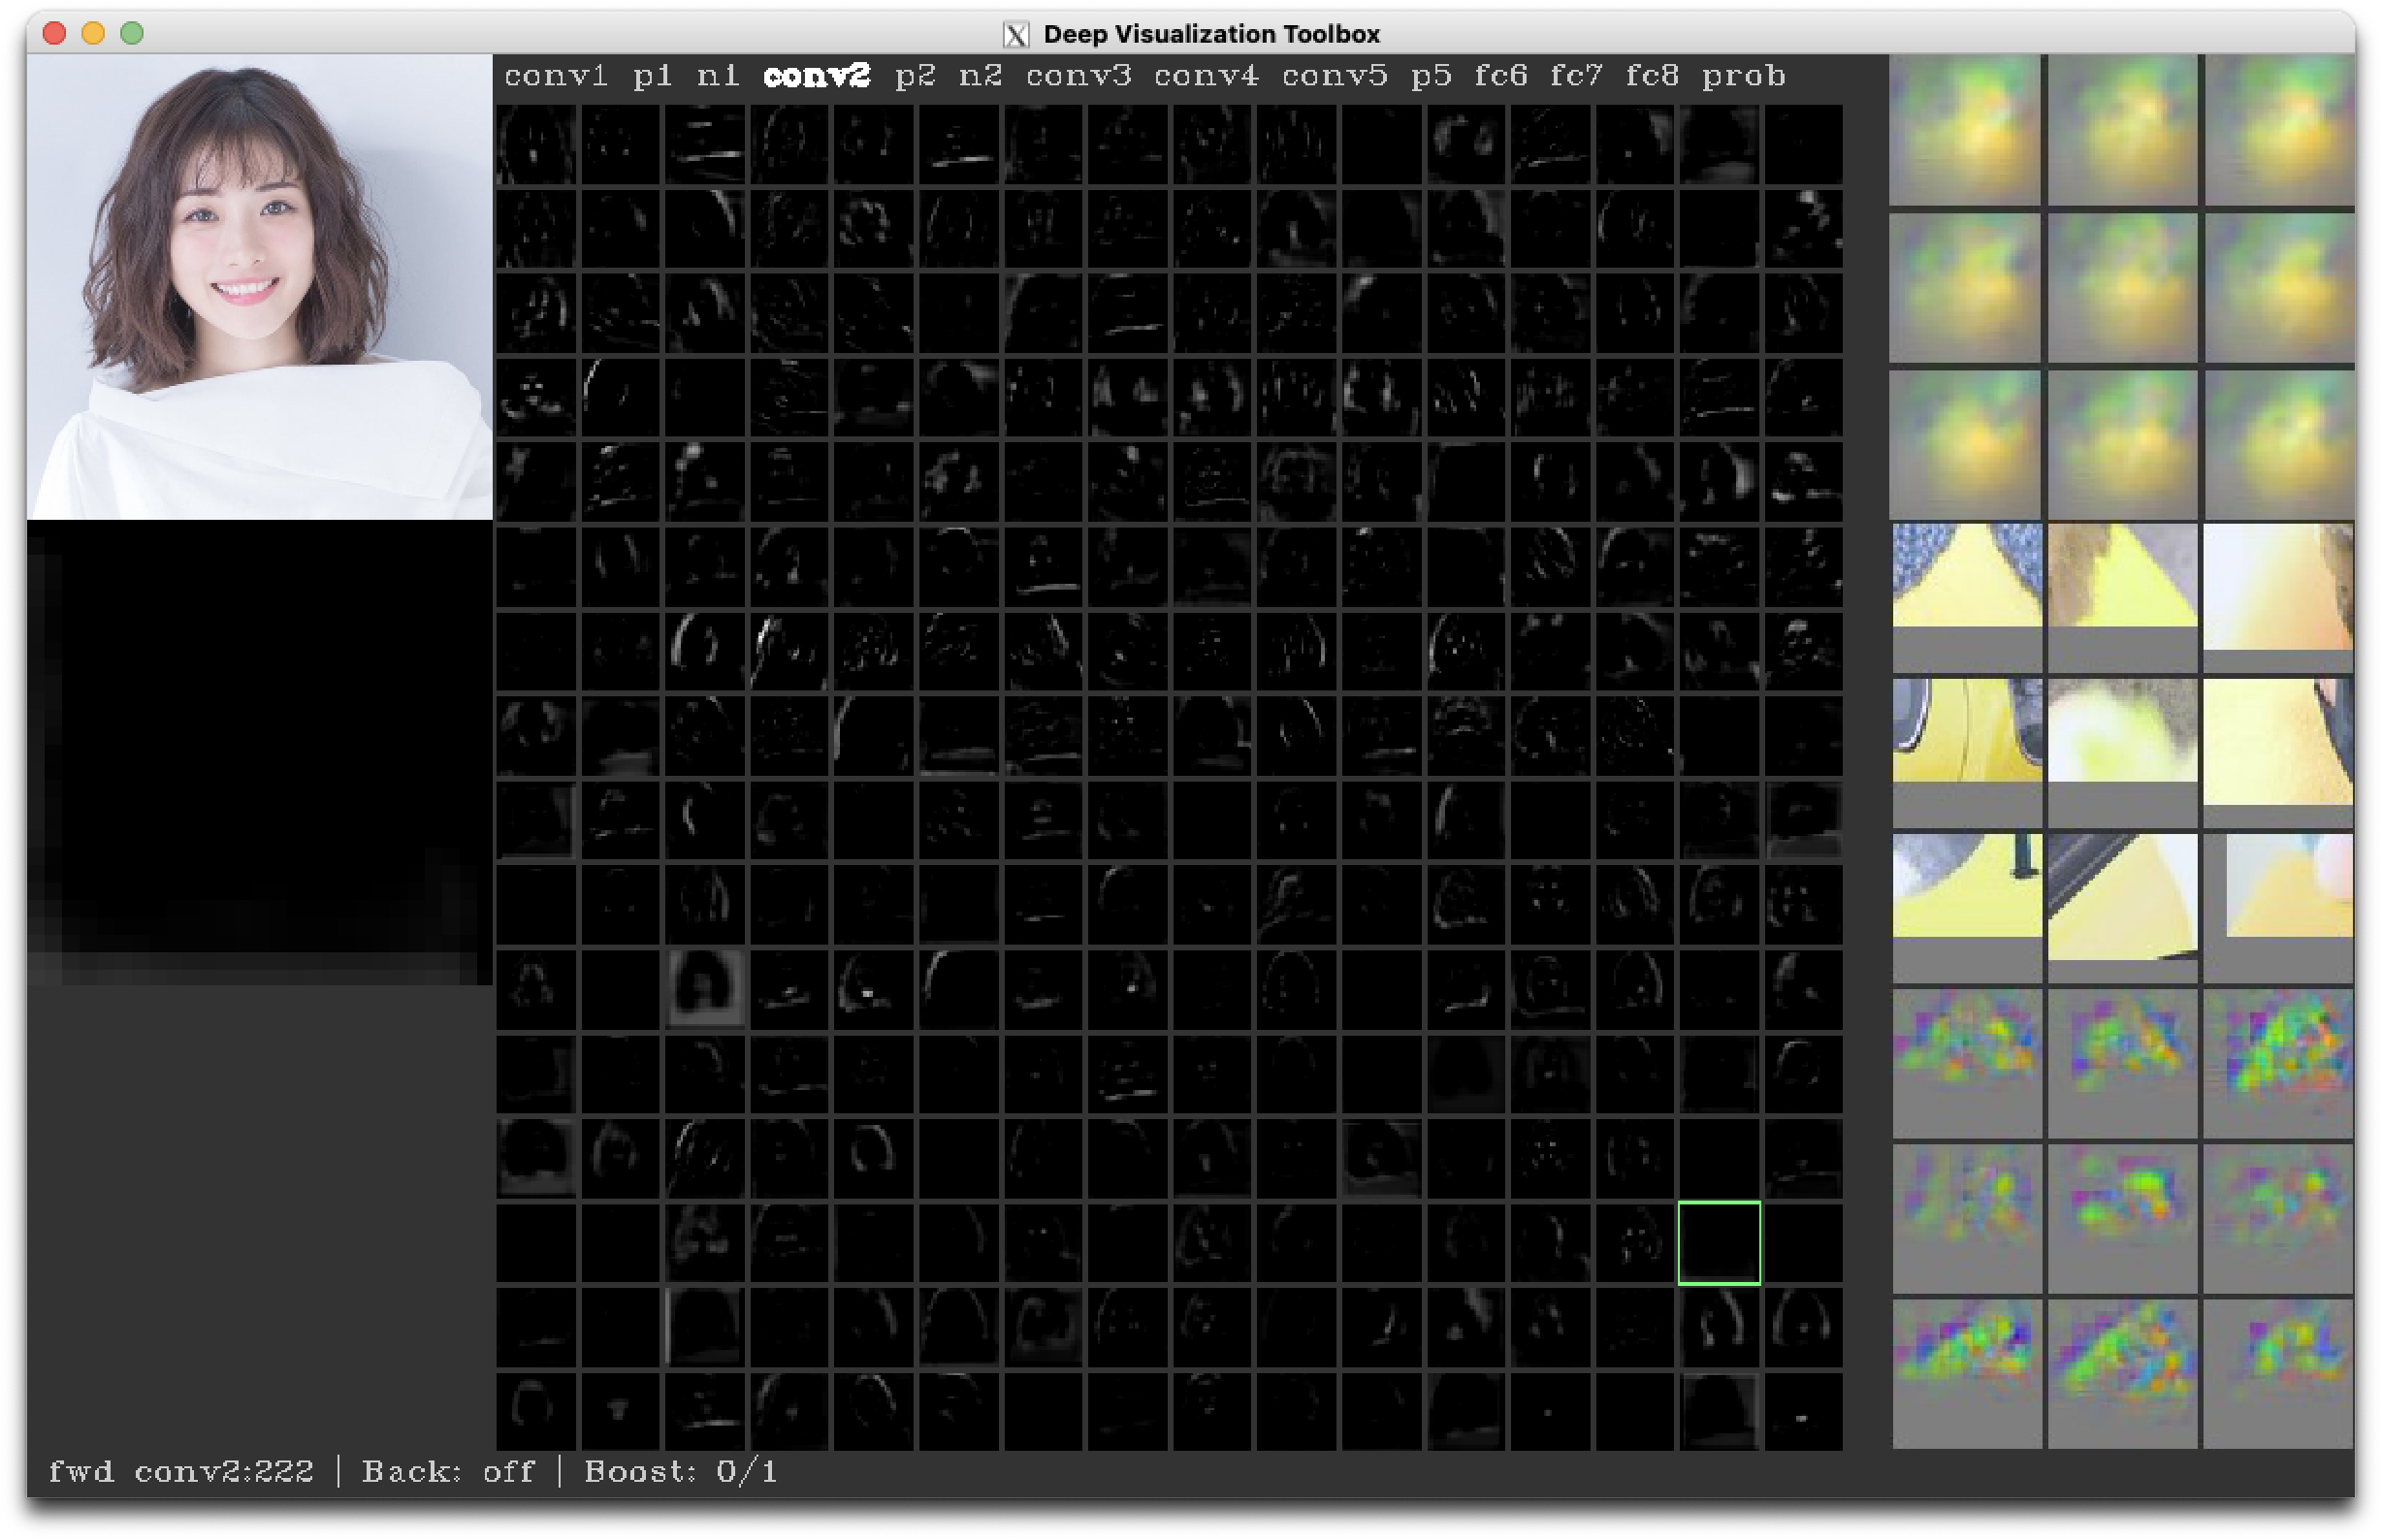 Deep Visualization Toolbox
conv1 p1 n1 conv2 p2 n2 conv3 conv4 conv5 p5 fc6 fc7 fc8 prob
fwd conv2:222 | Back: off | Boost: 0/1